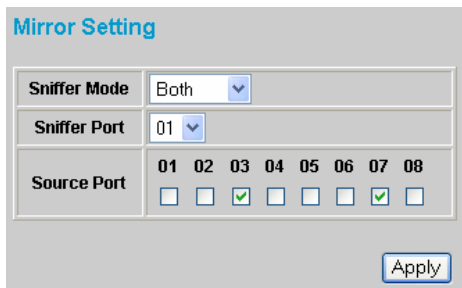 Mirror Setting
Sniffer Mode Both
Sniffer Port 01
Source Port 01 02 03 04 05 06 07 08
Apply